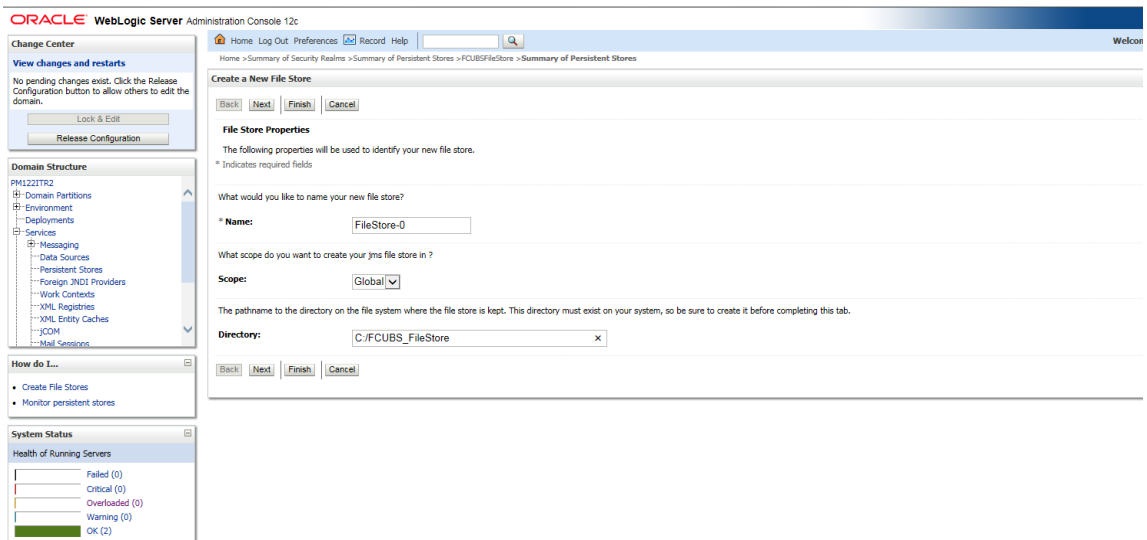 ORACLE WebLogic Server Administration Console 12c
Change Center
View changes and restarts
No pending changes exist. Click the Release
Configuration button to allow others to edit the
domain.
Lock & Edit
Release Configuration
Domain Structure
PM122ITR2
Domain Partitions
Environment
Deployments
Services
Messaging
Data Sources
Persistent Stores
Foreign JNDI Providers
Work Contexts
XML Registries
XML Entity Caches
jCOM
Mail Sessions
How do I...
Create File Stores
Monitor persistent stores
System Status
Health of Running Servers
Failed (0)
Critical (0)
Overloaded (0)
Warning (0)
OK (2)
Home Log Out Preferences Record Help
Welcon
Home >Summary of Security Realms >Summary of Persistent Stores >FCUBSFileStore >Summary of Persistent Stores
Create a New File Store
Back Next Finish Cancel
File Store Properties
The following properties will be used to identify your new file store.
* Indicates required fields
What would you like to name your new file store?
* Name: FileStore-0
What scope do you want to create your jms file store in ?
Scope: Global
The pathname to the directory on the file system where the file store is kept. This directory must exist on your system, so be sure to create it before completing this tab.
Directory: C:/FCUBS_FileStore ×
Back Next Finish Cancel